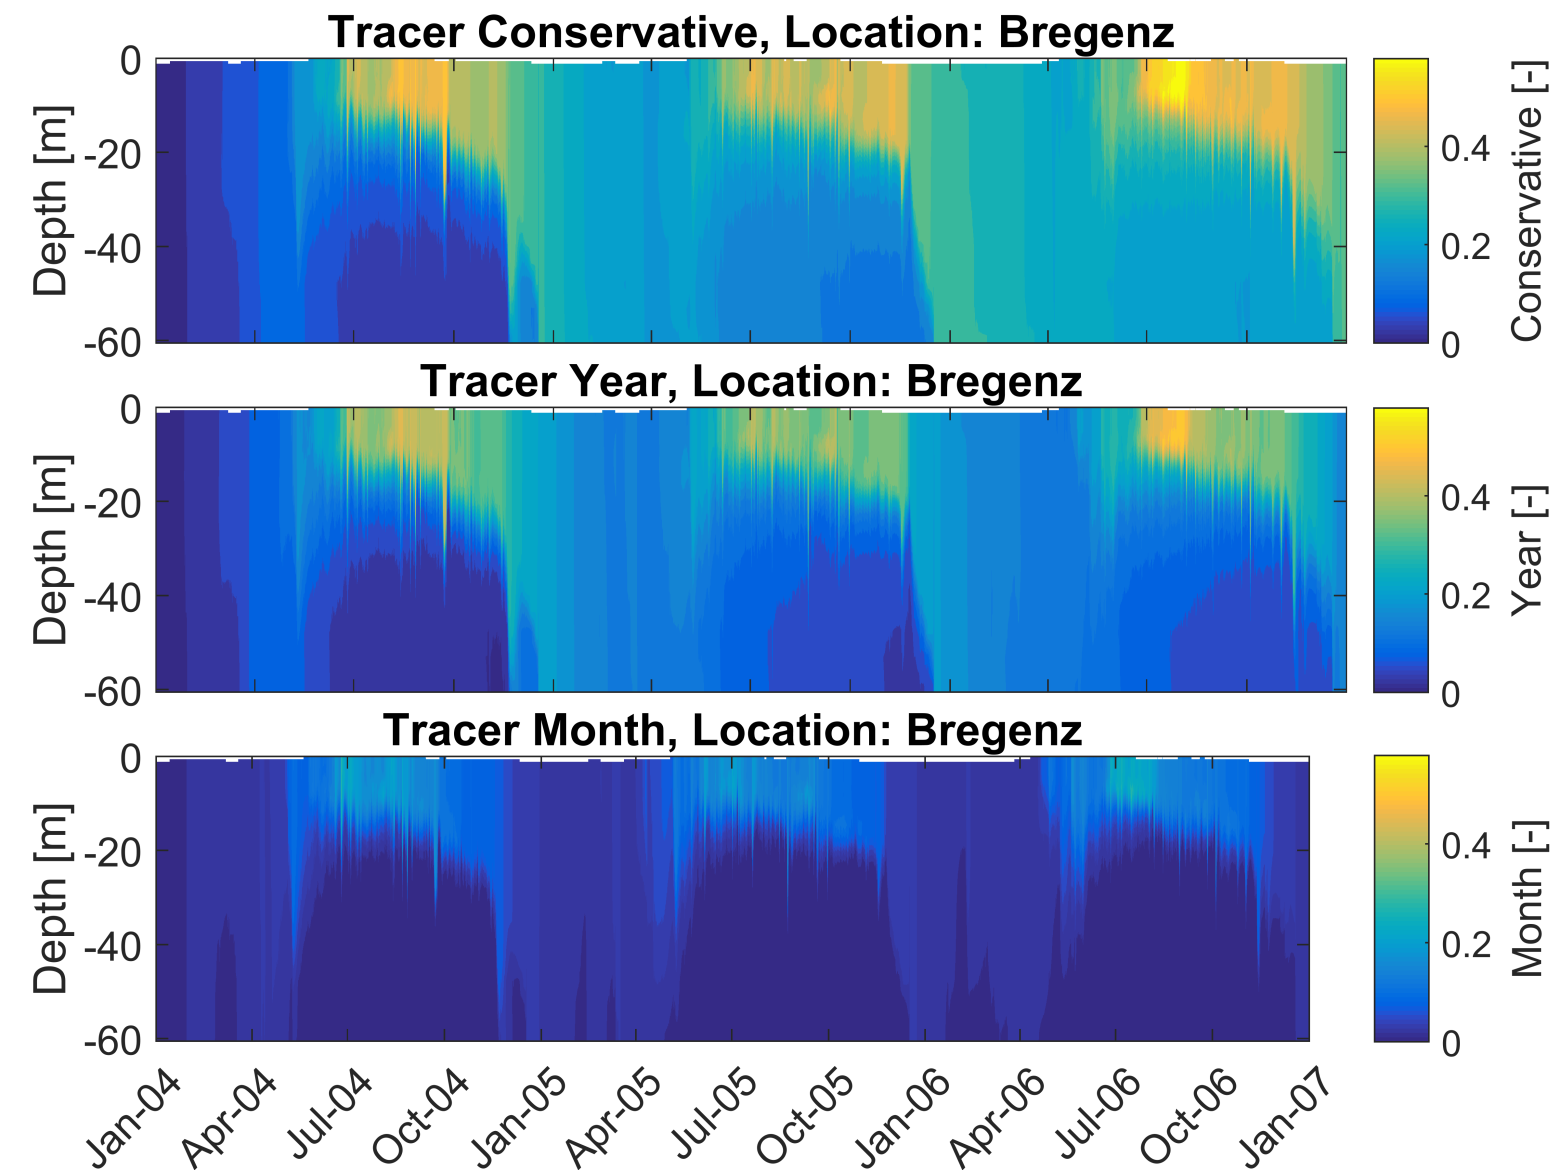 Tracer Conservative, Location: Bregenz
0
-20
-40
-60
Depth [m]
0.4
0.2
0
Conservative [-]
Tracer Year, Location: Bregenz
0
-20
-40
-60
Depth [m]
0.4
0.2
0
Year [-]
Tracer Month, Location: Bregenz
0
-20
-40
-60
Depth [m]
0.4
0.2
0
Month [-]
Jan-04 Apr-04 Jul-04 Oct-04 Jan-05 Apr-05 Jul-05 Oct-05 Jan-06 Apr-06 Jul-06 Oct-06 Jan-07